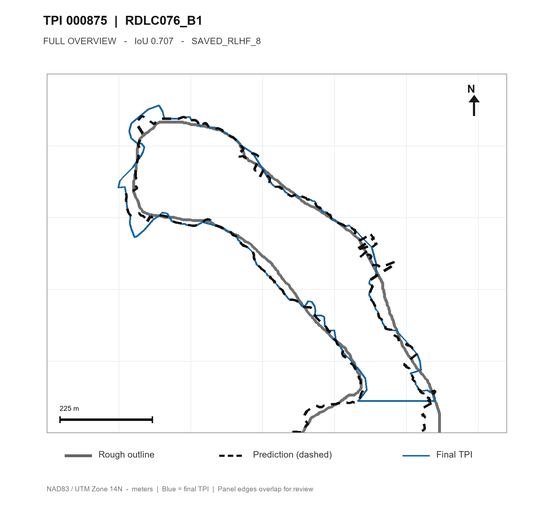 TPI 000875 | RDLC076_B1
FULL OVERVIEW - IoU 0.707 - SAVED_RLHF_8
N
225 m
Rough outline
Prediction (dashed)
Final TPI
NAD83 / UTM Zone 14N - meters | Blue = final TPI | Panel edges overlap for review